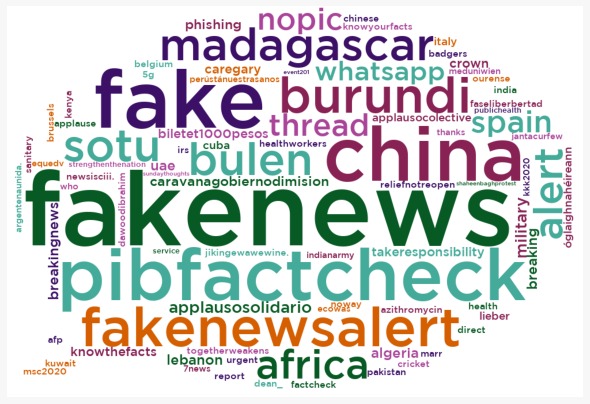 phishing
nopic
chinese
knowyourfacts
madagascar
italy
badgers
belgium
5g
caregary
perústánuestrasanos
event201
whatsapp
crown
meduniwien
ourense
fake
burundi
india
faseliberbertad
publichealth
kenya
brussels
applause
biletet1000pesos
thread
applausocolective
spain
thanks
jantacurfew
sotu
irs
cuba
healthworkers
china
sanitary
equedv
strengthenthenation
uae
bulen
alert
óglaighnahéireann
argentenaunida.
newsisciii.
who
sundaythoughts
caravanagobiernodimision
reliefnotreopen
shaheenbaghprotest
kkk2020
dawoodibrahim
fakenews
military
breakingnews
service
jikingewawewine.
indianarmy
takeresponsibility
breaking
pibfactcheck
applausosolidario
noway
ecowas
azithromycin
health
lieber
fakenewsalert
direct
afp
knowthefacts
togetherweakens
lebanon
urgent
africa
algeria
marr
kuwait
msc2020
7news
report
dean_
factcheck
cricket
pakistan